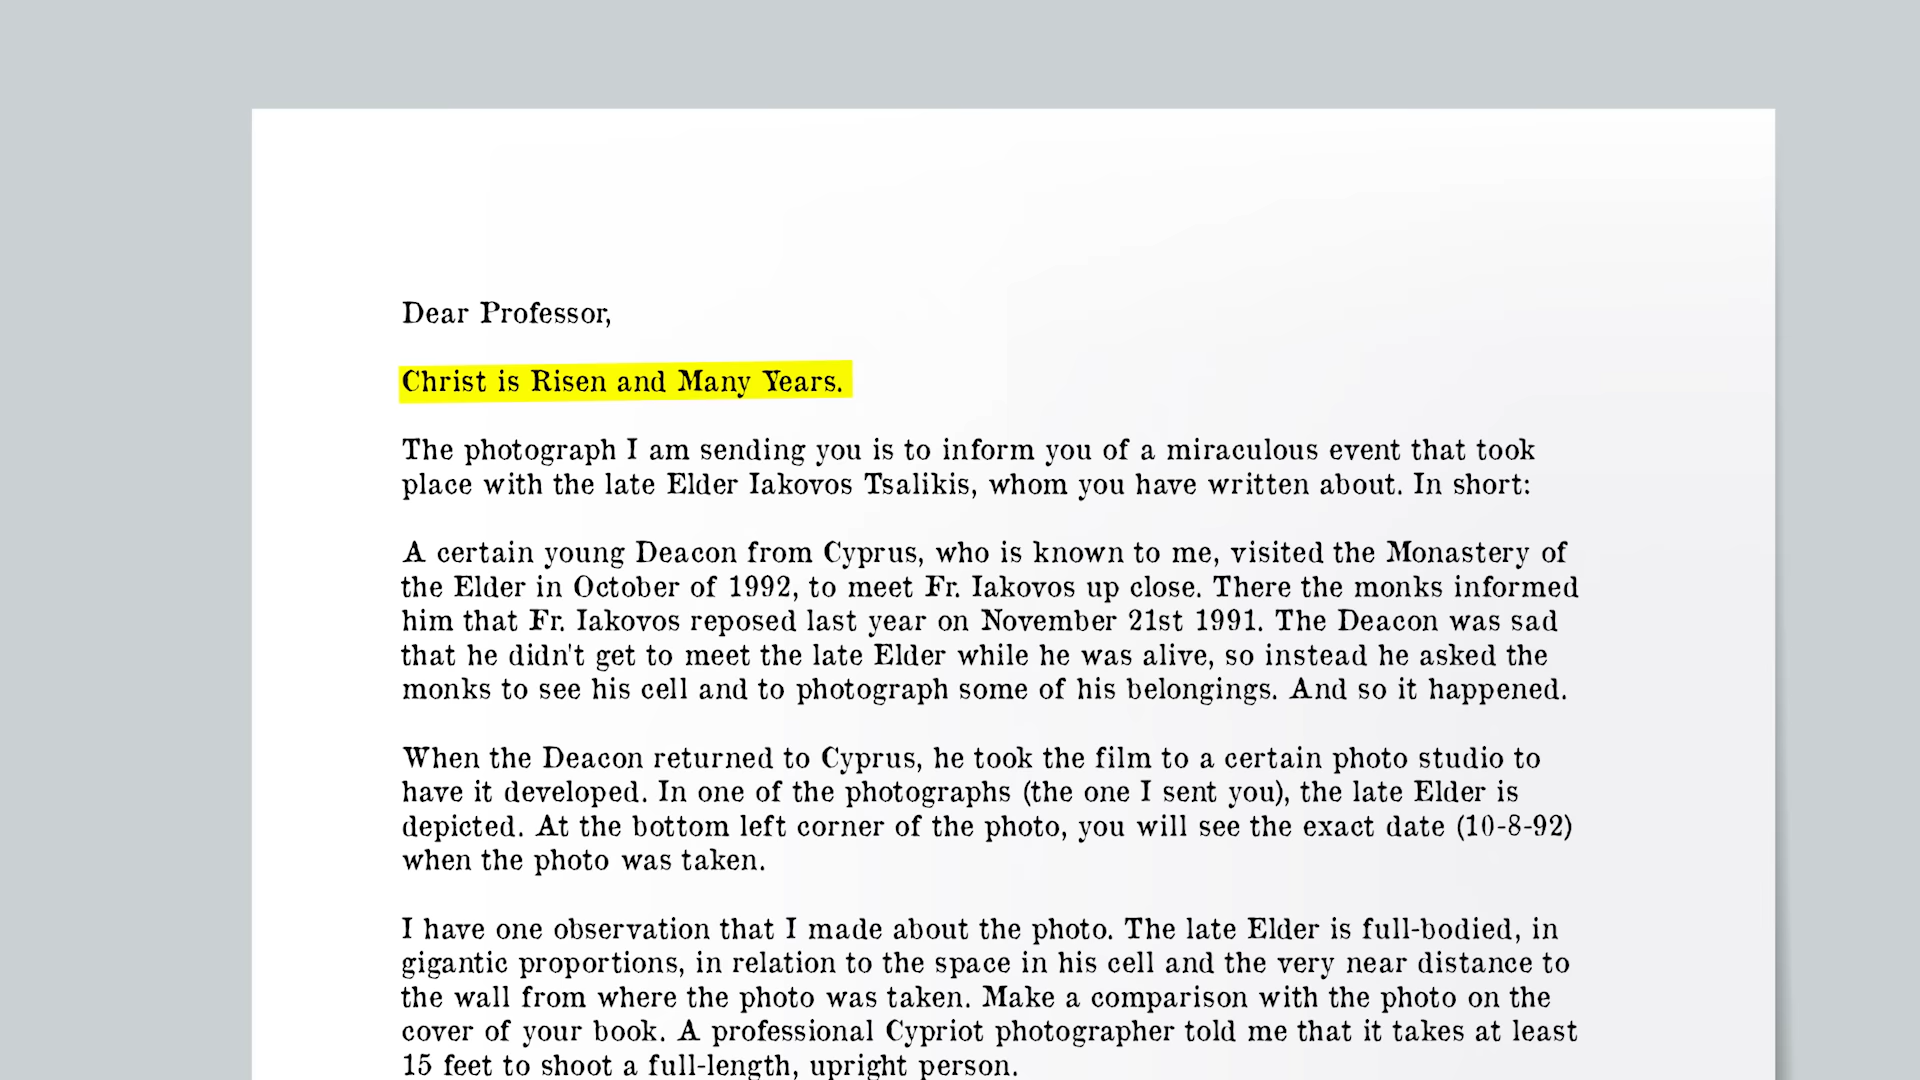 Dear Professor,
Christ is Risen and Many Years.
The photograph I am sending you is to inform you of a miraculous event that took
place with the late Elder Iakovos Tsalikis, whom you have written about. In short:
A certain young Deacon from Cyprus, who is known to me, visited the Monastery of
the Elder in October of 1992, to meet Fr. Iakovos up close. There the monks informed
him that Fr. Iakovos reposed last year on November 21st 1991. The Deacon was sad
that he didn't get to meet the late Elder while he was alive, so instead he asked the
monks to see his cell and to photograph some of his belongings. And so it happened.
When the Deacon returned to Cyprus, he took the film to a certain photo studio to
have it developed. In one of the photographs (the one I sent you), the late Elder is
depicted. At the bottom left corner of the photo, you will see the exact date (10-8-92)
when the photo was taken.
I have one observation that I made about the photo. The late Elder is full-bodied, in
gigantic proportions, in relation to the space in his cell and the very near distance to
the wall from where the photo was taken. Make a comparison with the photo on the
cover of your book. A professional Cypriot photographer told me that it takes at least
15 feet to shoot a full-length, upright person.